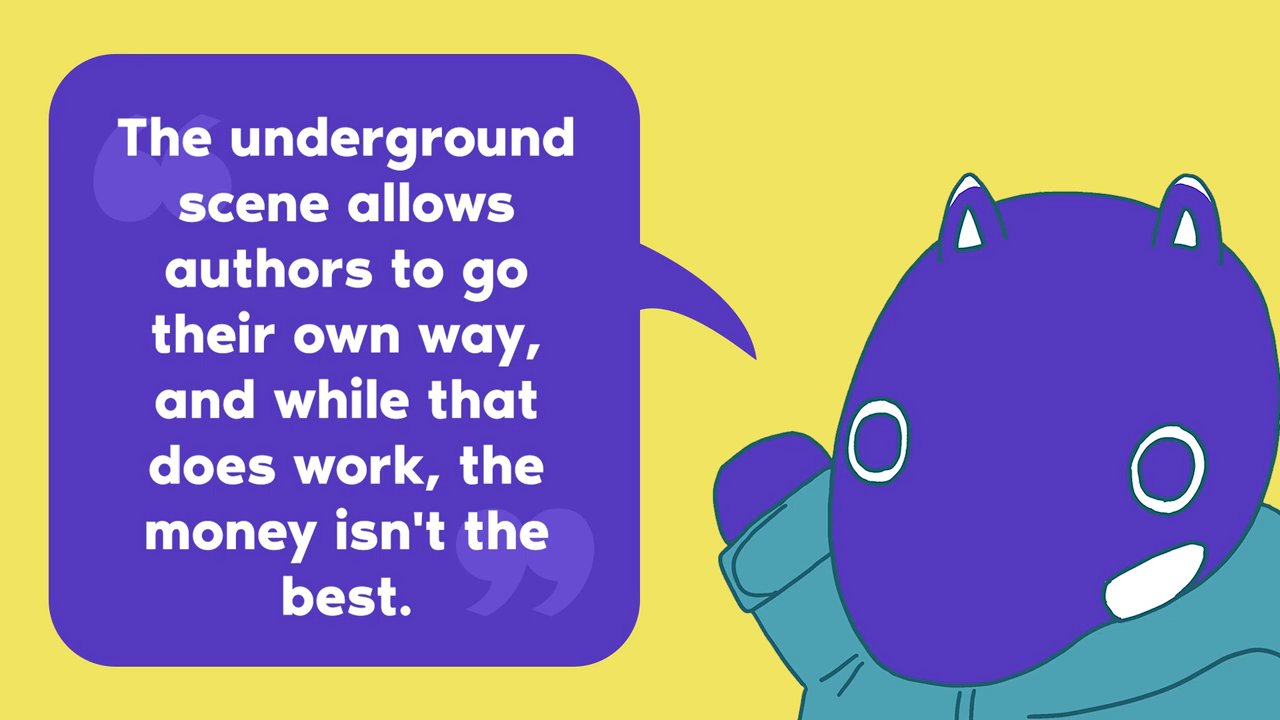 The underground
scene allows
authors to go
their own way,
and while that
does work, the
money isn't the
best.